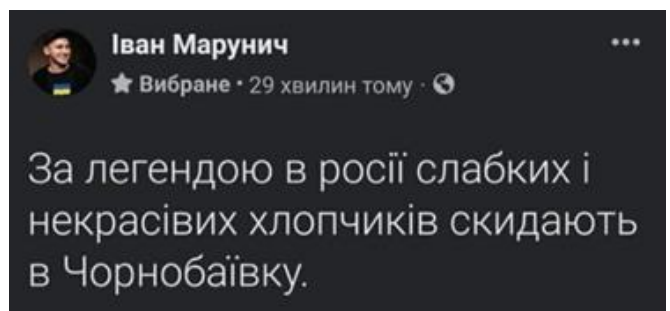 Іван Марунич
Вибране • 29 хвилин тому ·
За легендою в росії слабких і
некрасівих хлопчиків скидають
в Чорнобаївку.